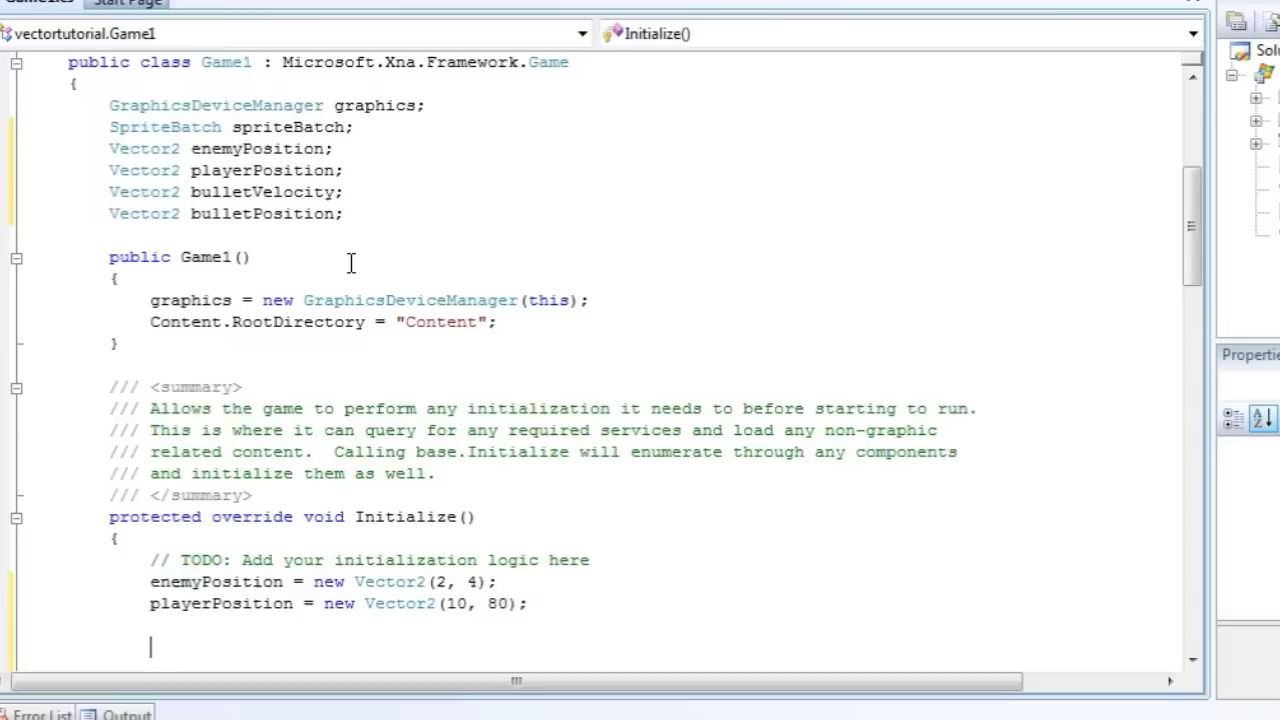 Start Page
vectortutorial.Game1
Initialize()
public class Game1 : Microsoft.Xna.Framework.Game
{
GraphicsDeviceManager graphics;
SpriteBatch spriteBatch;
Vector2 enemyPosition;
Vector2 playerPosition;
Vector2 bulletVelocity;
Vector2 bulletPosition;
public Game1()
{
graphics = new GraphicsDeviceManager(this);
Content.RootDirectory = "Content";
}
/// <summary>
/// Allows the game to perform any initialization it needs to before starting to run.
/// This is where it can query for any required services and load any non-graphic
/// related content.  Calling base.Initialize will enumerate through any components
/// and initialize them as well.
/// </summary>
protected override void Initialize()
{
// TODO: Add your initialization logic here
enemyPosition = new Vector2(2, 4);
playerPosition = new Vector2(10, 80);
Solu
Propertie
Error List
Output